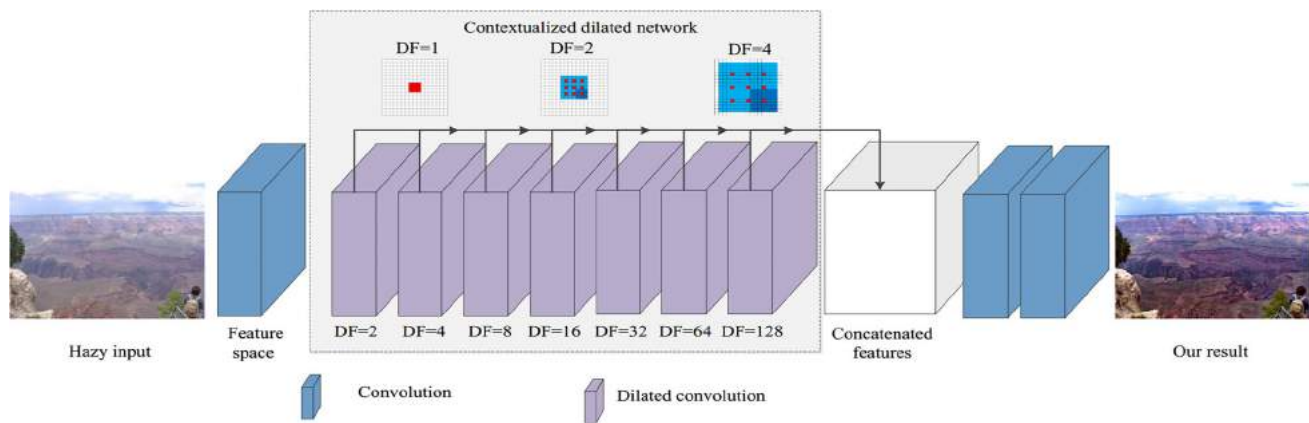 Contextualized dilated network
DF=1
DF=2
DF=4
DF=2
DF=4
DF=8
DF=16
DF=32
DF=64
DF=128
Hazy input
Feature
space
Concatenated
features
Our result
Convolution
Dilated convolution